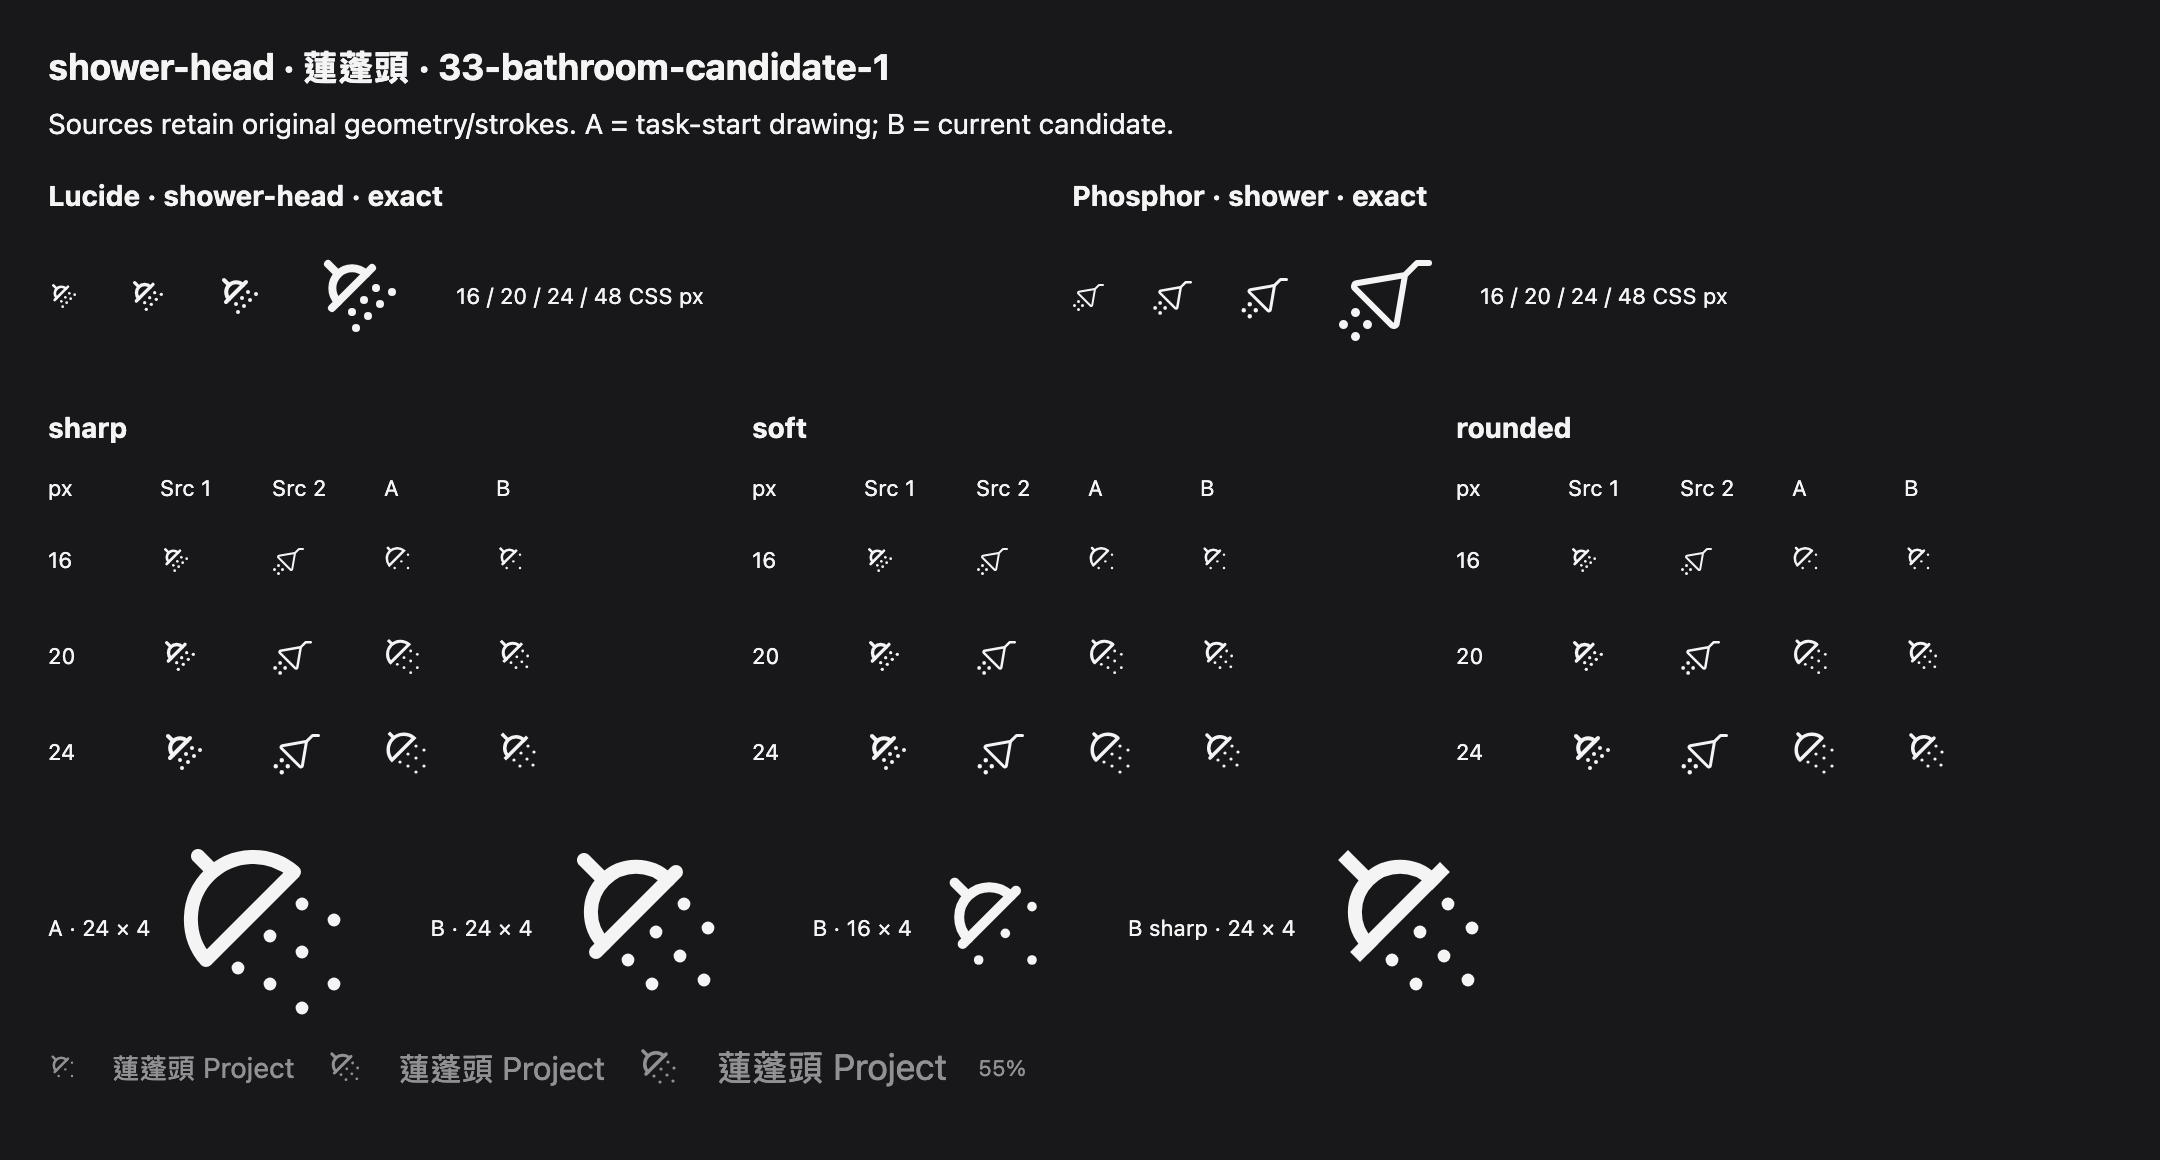 shower-head · 蓮蓬頭 · 33-bathroom-candidate-1
Sources retain original geometry/strokes. A = task-start drawing; B = current candidate.
Lucide · shower-head · exact
16 / 20 / 24 / 48 CSS px
Phosphor · shower · exact
16 / 20 / 24 / 48 CSS px
sharp
px Src 1 Src 2 A B
16
20
24
soft
px Src 1 Src 2 A B
16
20
24
rounded
px Src 1 Src 2 A B
16
20
24
A · 24 × 4
B · 24 × 4
B · 16 × 4
B sharp · 24 × 4
蓮蓬頭 Project 蓮蓬頭 Project 蓮蓬頭 Project 55%